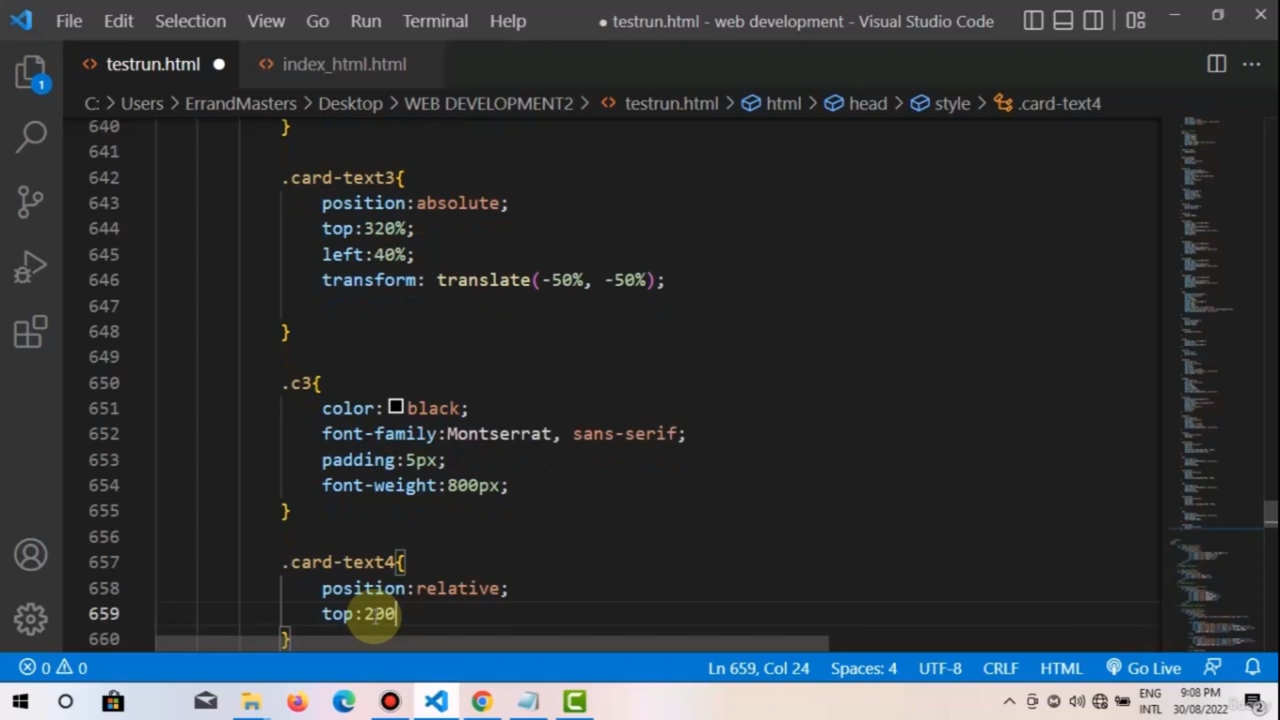 File Edit Selection View Go Run Terminal Help ● testrun.html - web development - Visual Studio Code
testrun.html ● index_html.html
C: > Users > ErrandMasters > Desktop > WEB DEVELOPMENT2 > testrun.html > html > head > style > .card-text4
640 }
641
642 .card-text3{
643 position:absolute;
644 top:320%;
645 left:40%;
646 transform: translate(-50%, -50%);
647
648 }
649
650 .c3{
651 color:black;
652 font-family:Montserrat, sans-serif;
653 padding:5px;
654 font-weight:800px;
655 }
656
657 .card-text4{
658 position:relative;
659 top:200
660 }
1
0 0 Ln 659, Col 24 Spaces: 4 UTF-8 CRLF HTML Go Live
ENG 9:08 PM
INTL 30/08/2022 2